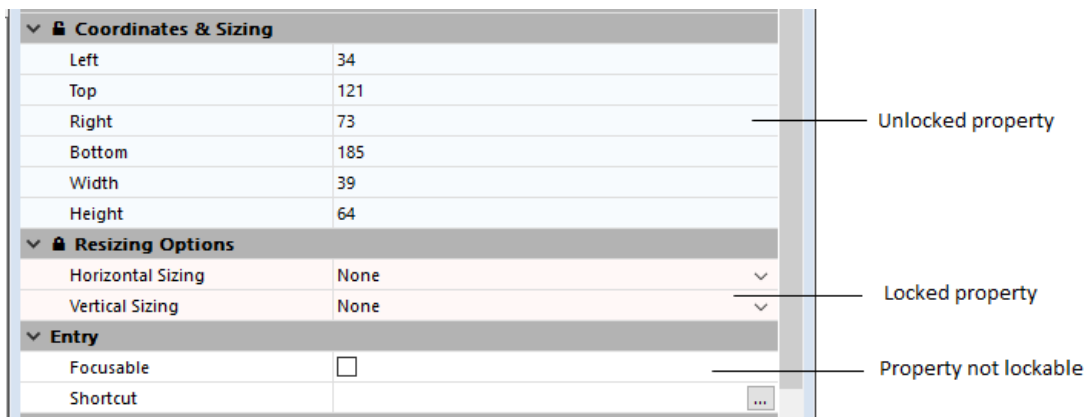 Coordinates & Sizing
Left 34
Top 121
Right 73
Unlocked property
Bottom 185
Width 39
Height 64
Resizing Options
Horizontal Sizing None
Locked property
Vertical Sizing None
Entry
Focusable
Property not lockable
Shortcut ...